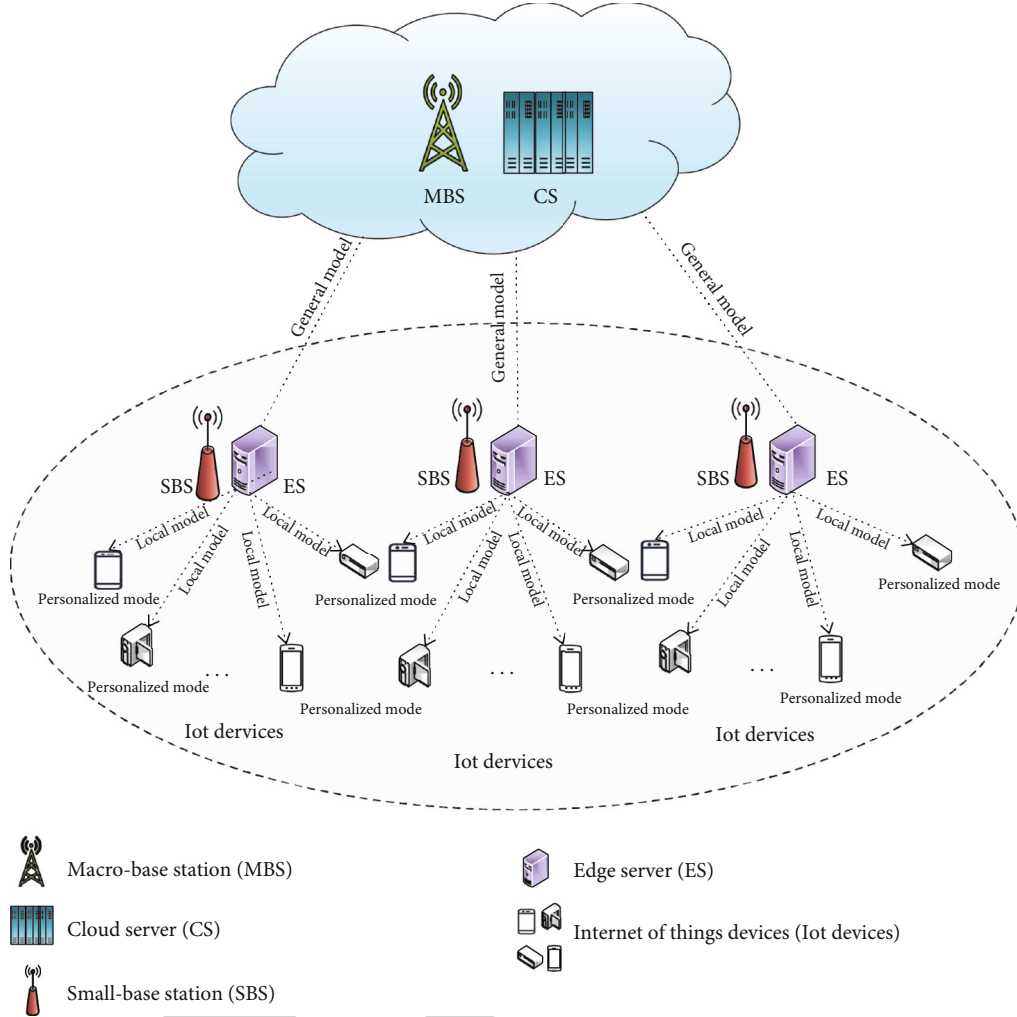 MBS
CS
General model
General model
General model
SBS
ES
SBS
ES
SBS
ES
Local model
Local model
Local model
Local model
Local model
Local model
Local model
Local model
Local model
Local model
Local model
Local model
Personalized mode
Personalized mode
Personalized mode
Personalized mode
Personalized mode
Personalized mode
Personalized mode
Personalized mode
...
...
...
Iot dervices
Iot dervices
Iot dervices
Macro-base station (MBS)
Edge server (ES)
Cloud server (CS)
Internet of things devices (Iot devices)
Small-base station (SBS)